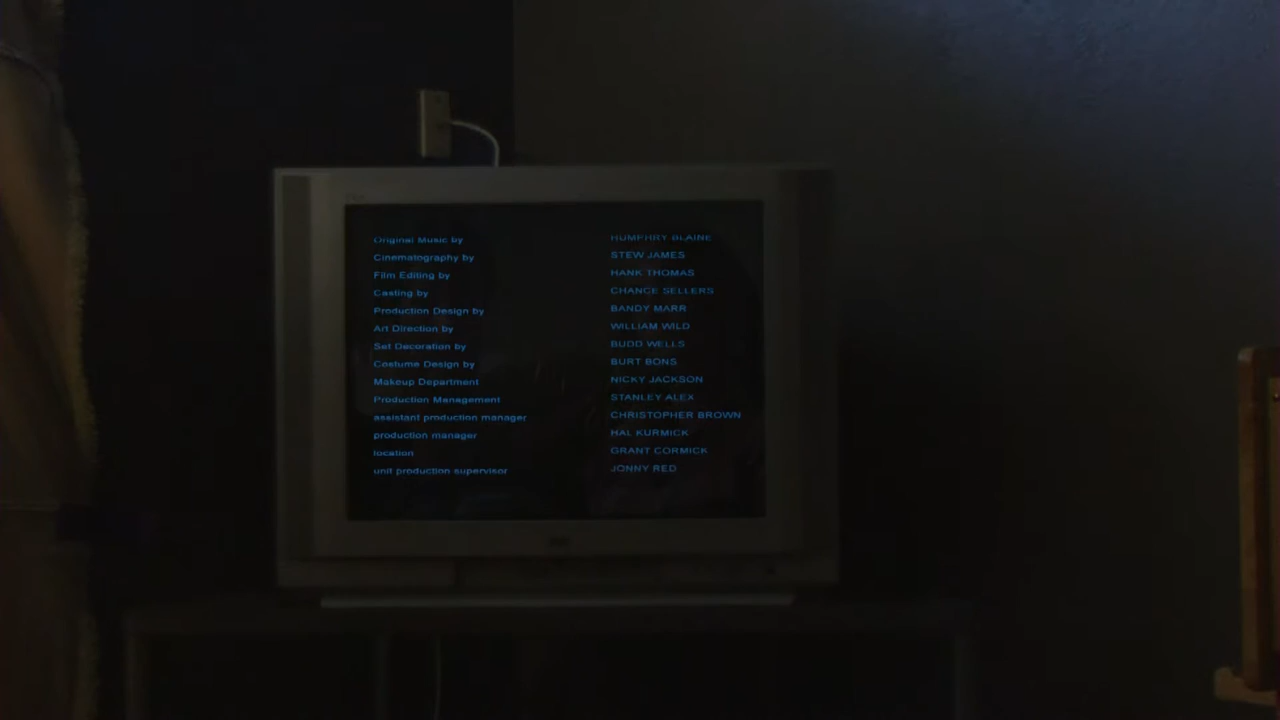 Original Music by HUMPHRY BLAINE
Cinematography by STEW JAMES
Film Editing by HANK THOMAS
Casting by CHANCE SELLERS
Production Design by BANDY MARR
Art Direction by WILLIAM WILD
Set Decoration by BUDD WELLS
Costume Design by BURT BONS
Makeup Department NICKY JACKSON
Production Management STANLEY ALEX
assistant production manager CHRISTOPHER BROWN
production manager HAL KURMICK
location GRANT CORMICK
unit production supervisor JONNY RED